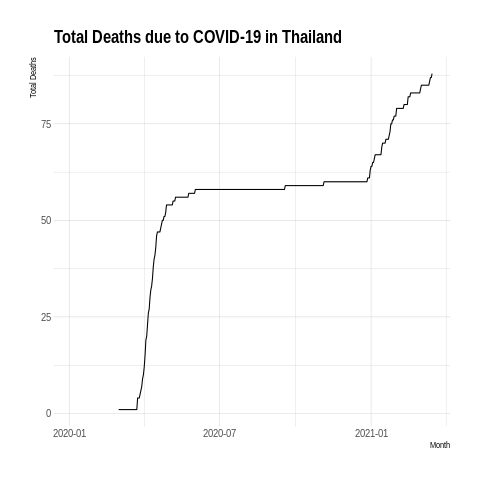 Total Deaths due to COVID-19 in Thailand
Total Deaths
75
50
25
0
2020-01 2020-07 2021-01
Month